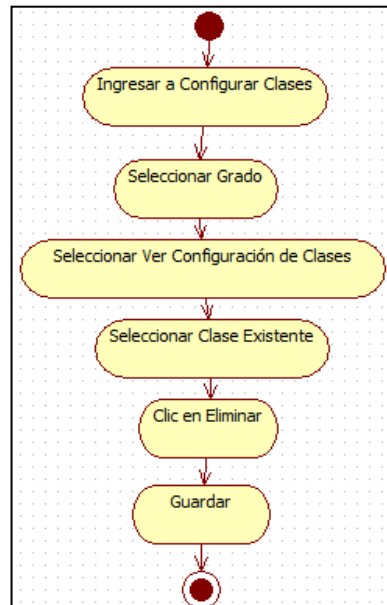 Ingresar a Configurar Clases
Seleccionar Grado
Seleccionar Ver Configuración de Clases
Seleccionar Clase Existente
Clic en Eliminar
Guardar